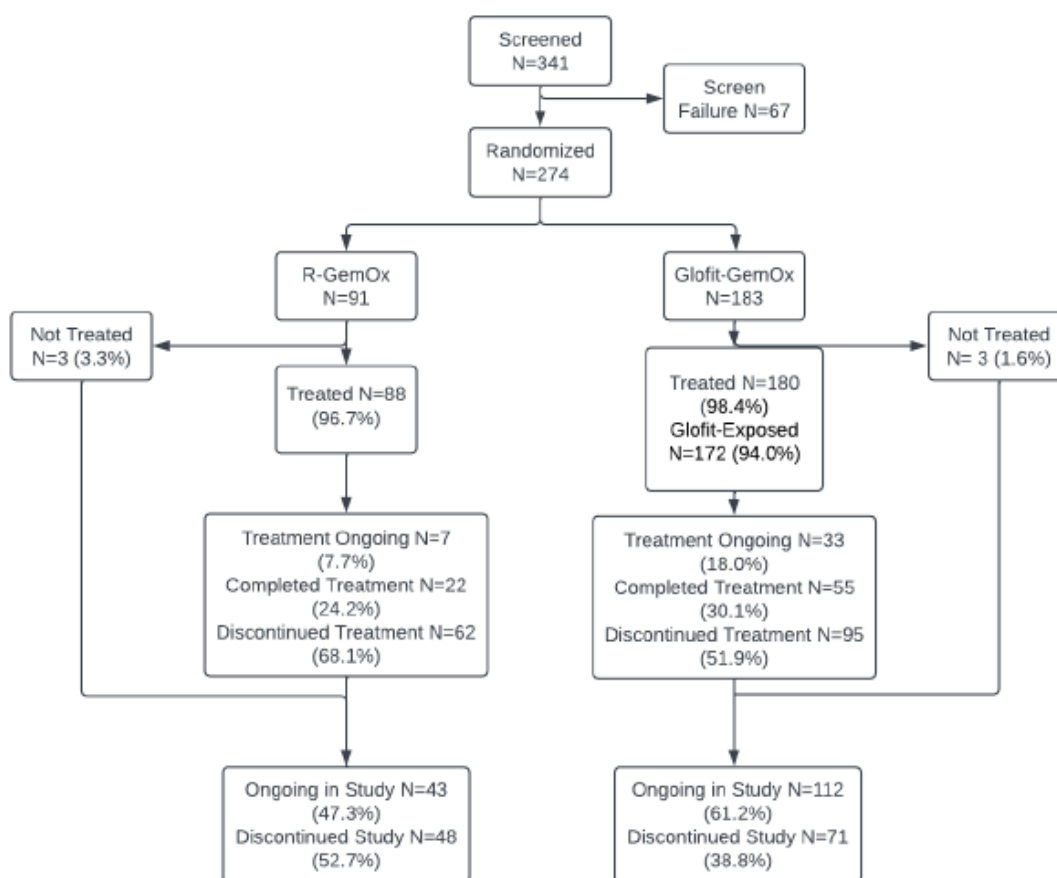 Screened
N=341
Screen
Failure N=67
Randomized
N=274
R-GemOx
N=91
Glofit-GemOx
N=183
Not Treated
N=3 (3.3%)
Treated N=88
(96.7%)
Treated N=180
(98.4%)
Glofit-Exposed
N=172 (94.0%)
Not Treated
N= 3 (1.6%)
Treatment Ongoing N=7
(7.7%)
Completed Treatment N=22
(24.2%)
Discontinued Treatment N=62
(68.1%)
Treatment Ongoing N=33
(18.0%)
Completed Treatment N=55
(30.1%)
Discontinued Treatment N=95
(51.9%)
Ongoing in Study N=43
(47.3%)
Discontinued Study N=48
(52.7%)
Ongoing in Study N=112
(61.2%)
Discontinued Study N=71
(38.8%)